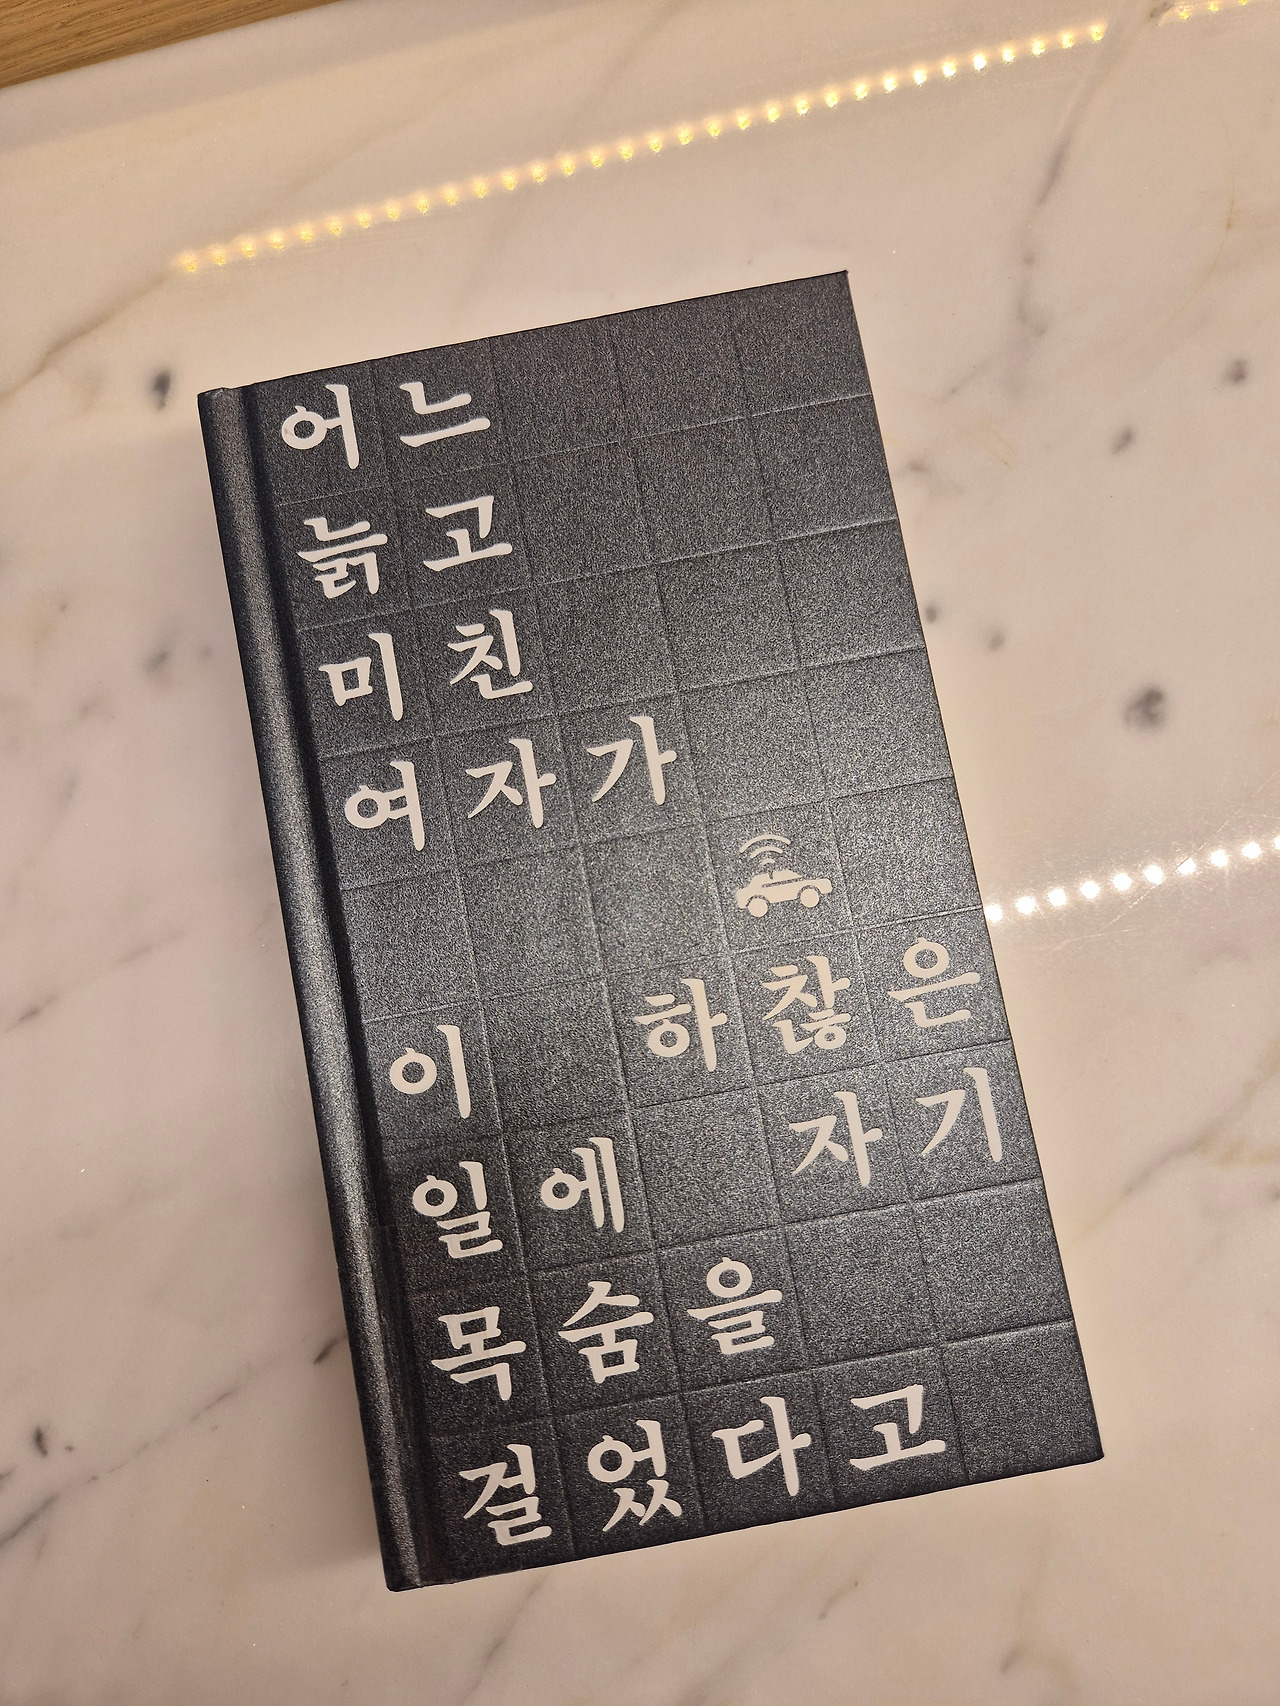 어느
늙고
미친
여자가
이 하찮은
일에 자기
목숨을
걸었다고